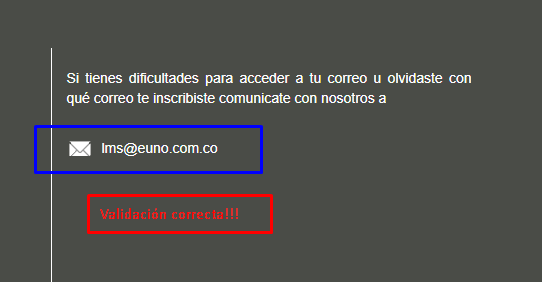 Si tienes dificultades para acceder a tu correo u olvidaste con
qué correo te inscribiste comunicate con nosotros a
lms@euno.com.co
Validación correcta!!!